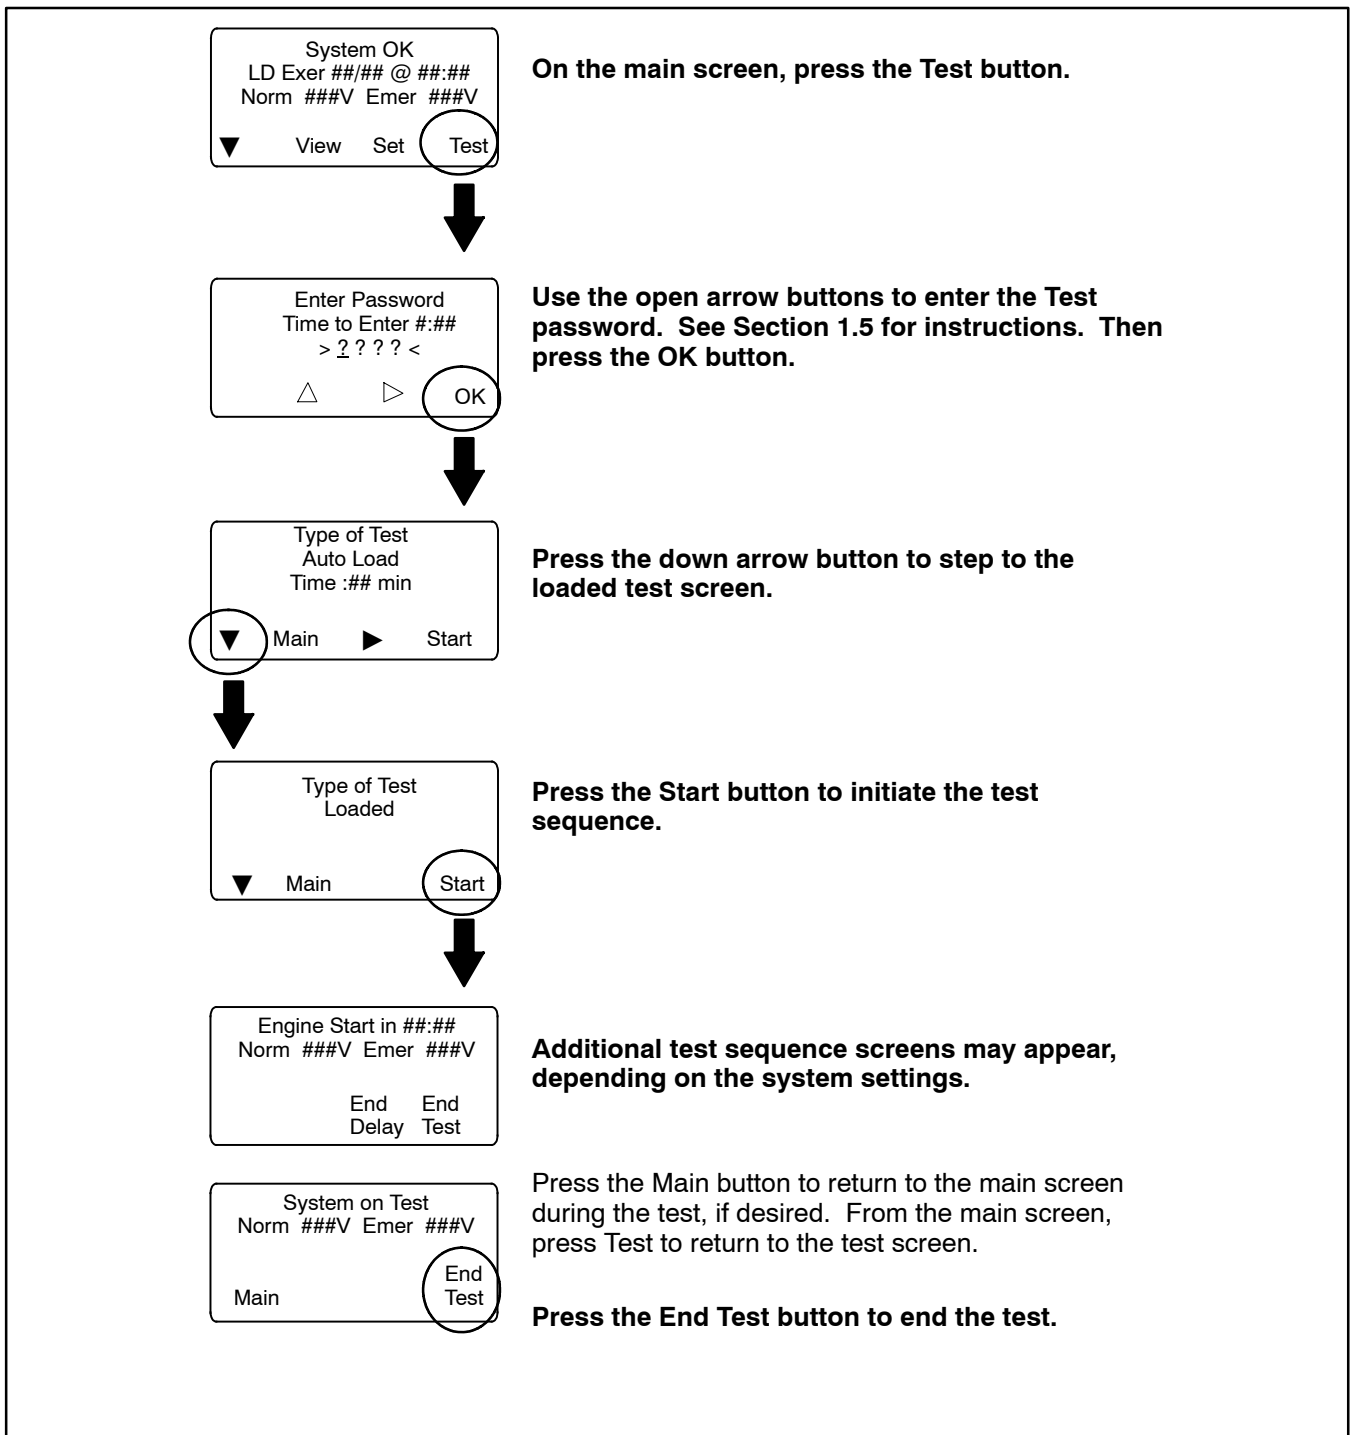 System OK
LD Exer ##/## @ ##:##
Norm ###V Emer ###V
▼ View Set Test
On the main screen, press the Test button.
Enter Password
Time to Enter #:##
> ? ? ? ? <
△ ▷ OK
Use the open arrow buttons to enter the Test
password. See Section 1.5 for instructions. Then
press the OK button.
Type of Test
Auto Load
Time :## min
▼ Main ▶ Start
Press the down arrow button to step to the
loaded test screen.
Type of Test
Loaded
▼ Main Start
Press the Start button to initiate the test
sequence.
Engine Start in ##:##
Norm ###V Emer ###V
End End
Delay Test
Additional test sequence screens may appear,
depending on the system settings.
System on Test
Norm ###V Emer ###V
End
Main Test
Press the Main button to return to the main screen
during the test, if desired. From the main screen,
press Test to return to the test screen.
Press the End Test button to end the test.